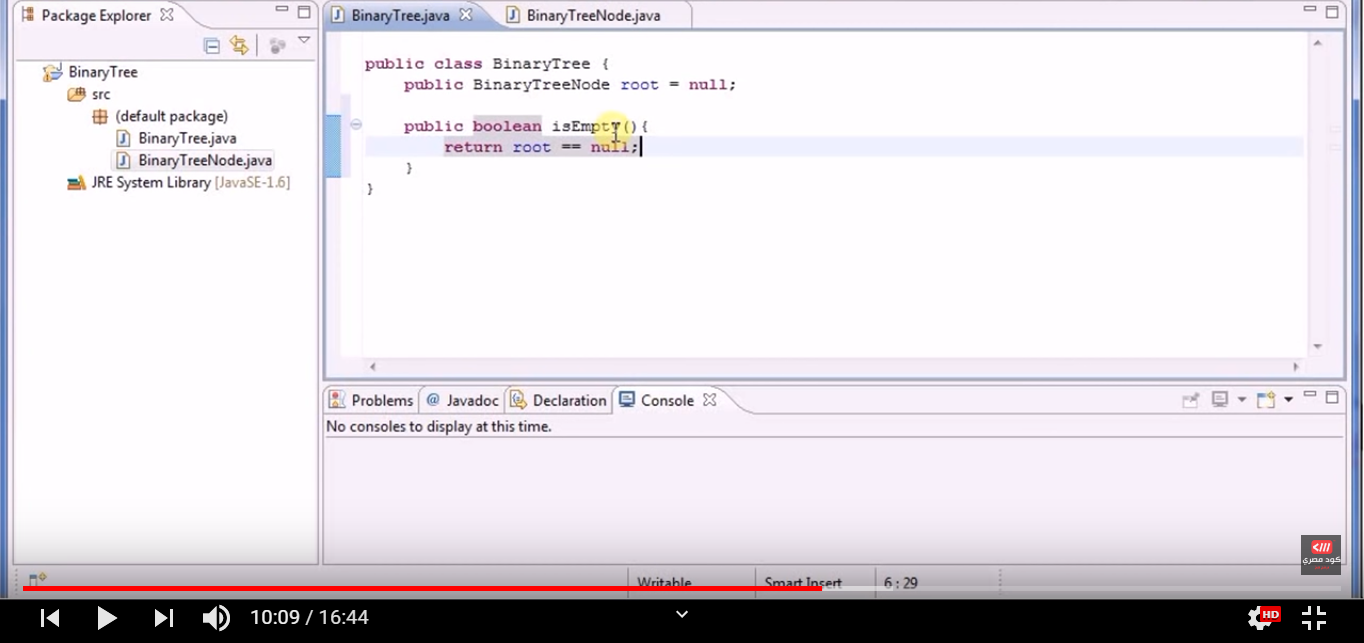 Package Explorer
BinaryTree
src
(default package)
BinaryTree.java
BinaryTreeNode.java
JRE System Library [JavaSE-1.6]
BinaryTree.java BinaryTreeNode.java
public class BinaryTree {
public BinaryTreeNode root = null;
public boolean isEmpty(){
return root == null;
}
}
Problems @ Javadoc Declaration Console
No consoles to display at this time.
Writable Smart Insert 6 : 29
كود مصري
10:09 / 16:44
HD